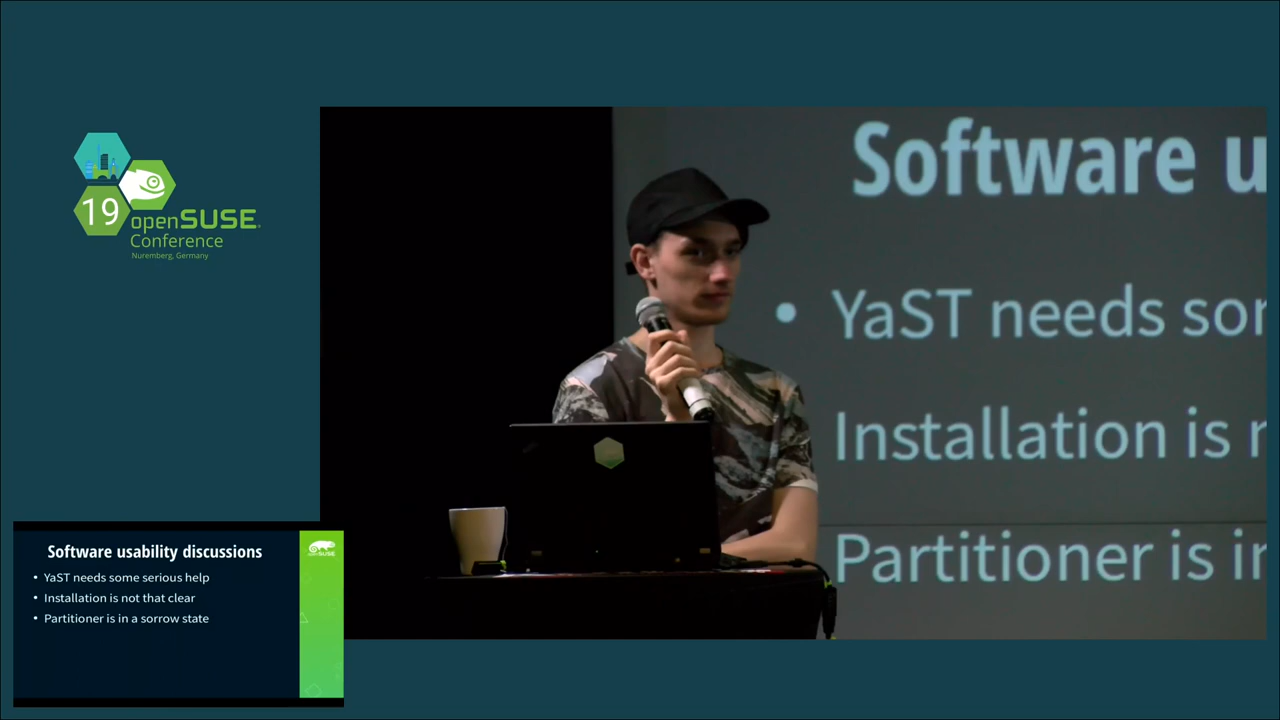 19
openSUSE
Conference
Nuremberg, Germany
Software u
• YaST needs sor
Installation is r
Partitioner is ir
Software usability discussions
openSUSE
• YaST needs some serious help
• Installation is not that clear
• Partitioner is in a sorrow state